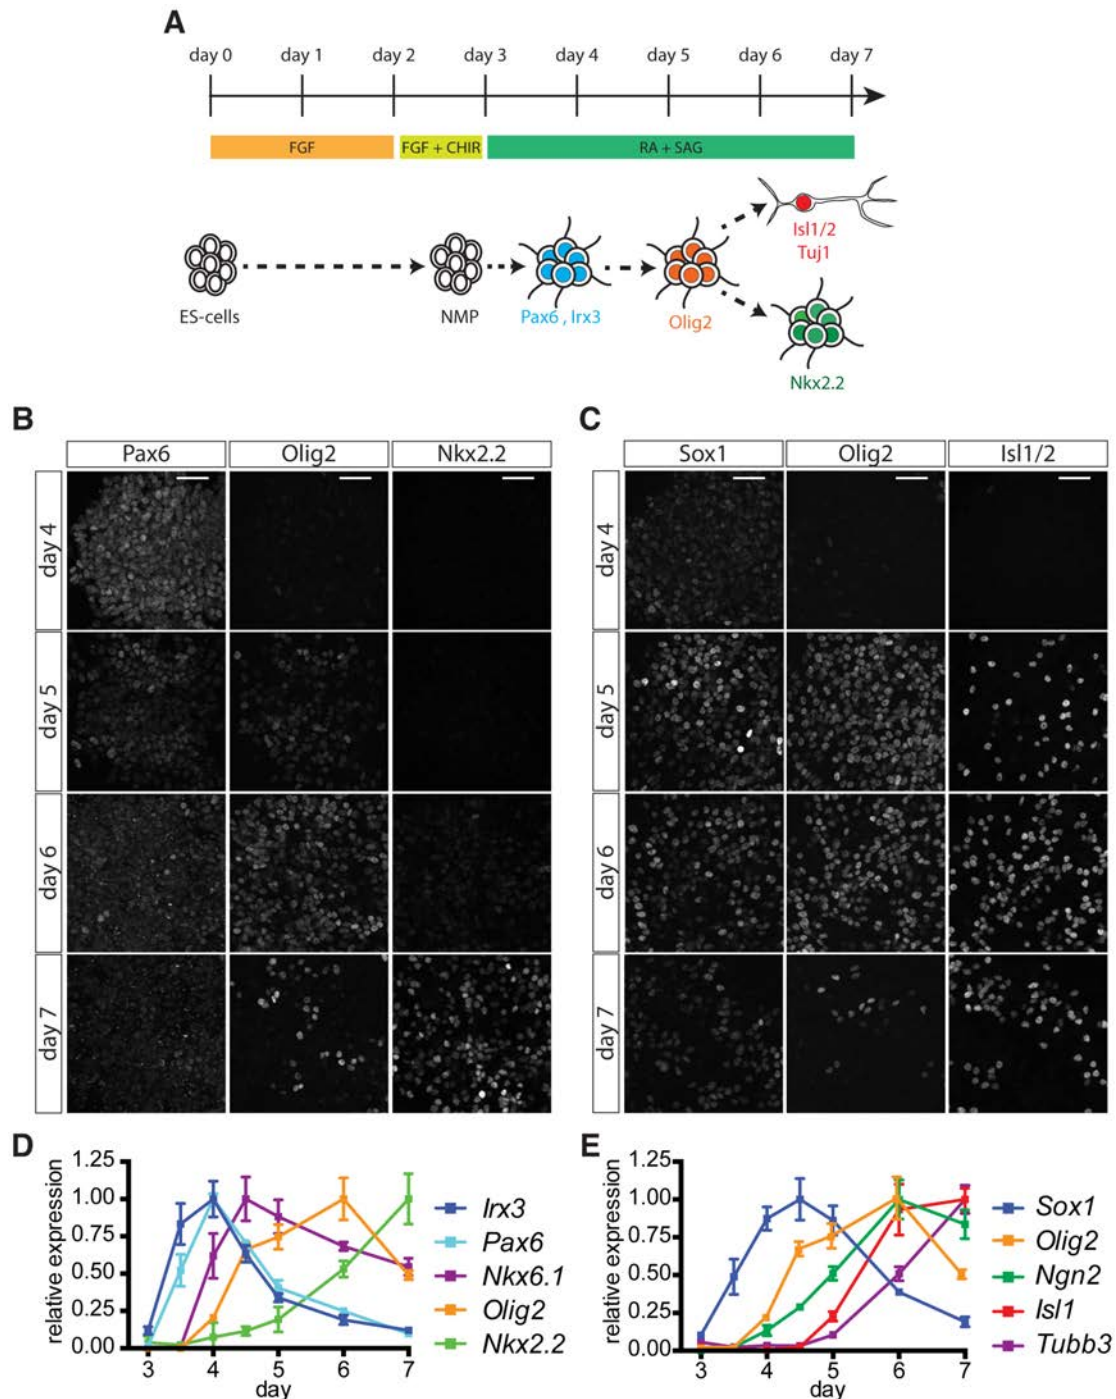 A
day 0 day 1 day 2 day 3 day 4 day 5 day 6 day 7
FGF FGF + CHIR RA + SAG
Isl1/2
Tuj1
ES-cells NMP Pax6 , Irx3 Olig2
Nkx2.2
B
Pax6 Olig2 Nkx2.2
day 4
day 5
day 6
day 7
C
Sox1 Olig2 Isl1/2
day 4
day 5
day 6
day 7
D
relative expression
1.25
1.00
0.75
0.50
0.25
0.00
3 4 5 6 7
day
Irx3
Pax6
Nkx6.1
Olig2
Nkx2.2
E
relative expression
1.25
1.00
0.75
0.50
0.25
0.00
3 4 5 6 7
day
Sox1
Olig2
Ngn2
Isl1
Tubb3